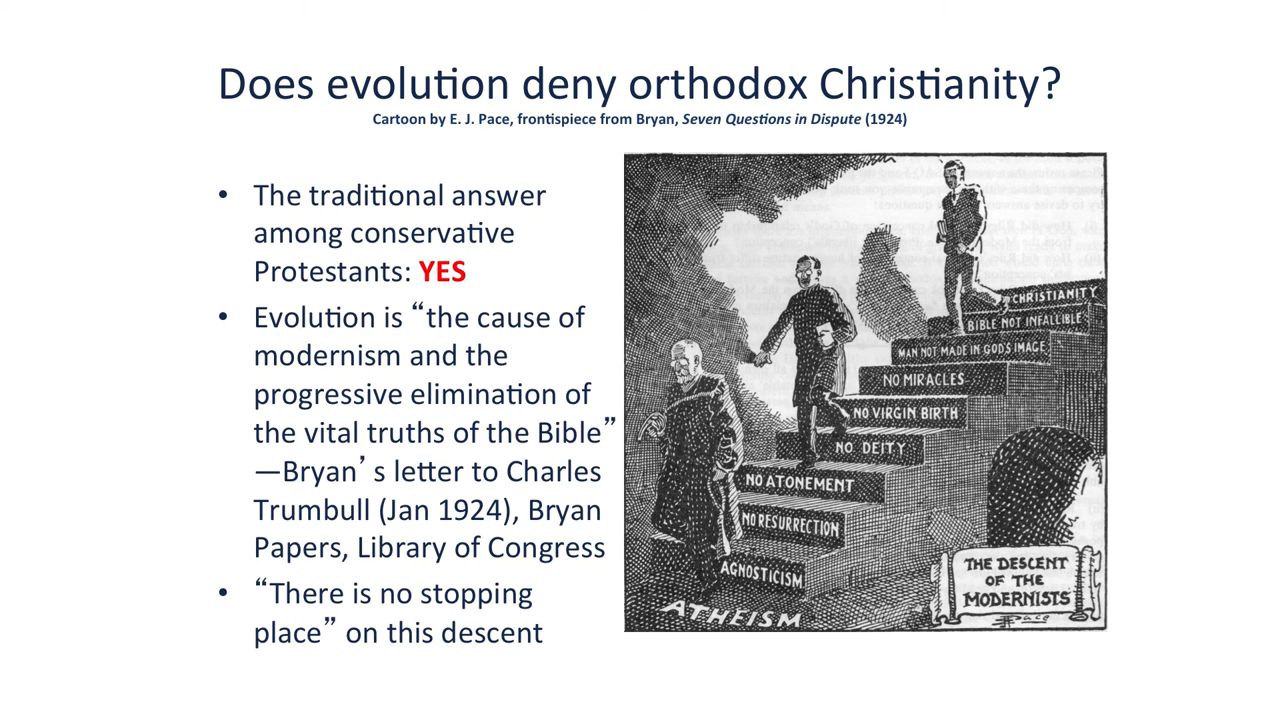 Does evolution deny orthodox Christianity?
Cartoon by E. J. Pace, frontispiece from Bryan, Seven Questions in Dispute (1924)
• The traditional answer
among conservative
Protestants: YES
• Evolution is “the cause of
modernism and the
progressive elimination of
the vital truths of the Bible”
—Bryan’s letter to Charles
Trumbull (Jan 1924), Bryan
Papers, Library of Congress
• “There is no stopping
place” on this descent
CHRISTIANITY
BIBLE NOT INFALLIBLE
MAN NOT MADE IN GOD'S IMAGE
NO MIRACLES
NO VIRGIN BIRTH
NO DEITY
NO ATONEMENT
NO RESURRECTION
AGNOSTICISM
ATHEISM
THE DESCENT
OF THE
MODERNISTS
Pace